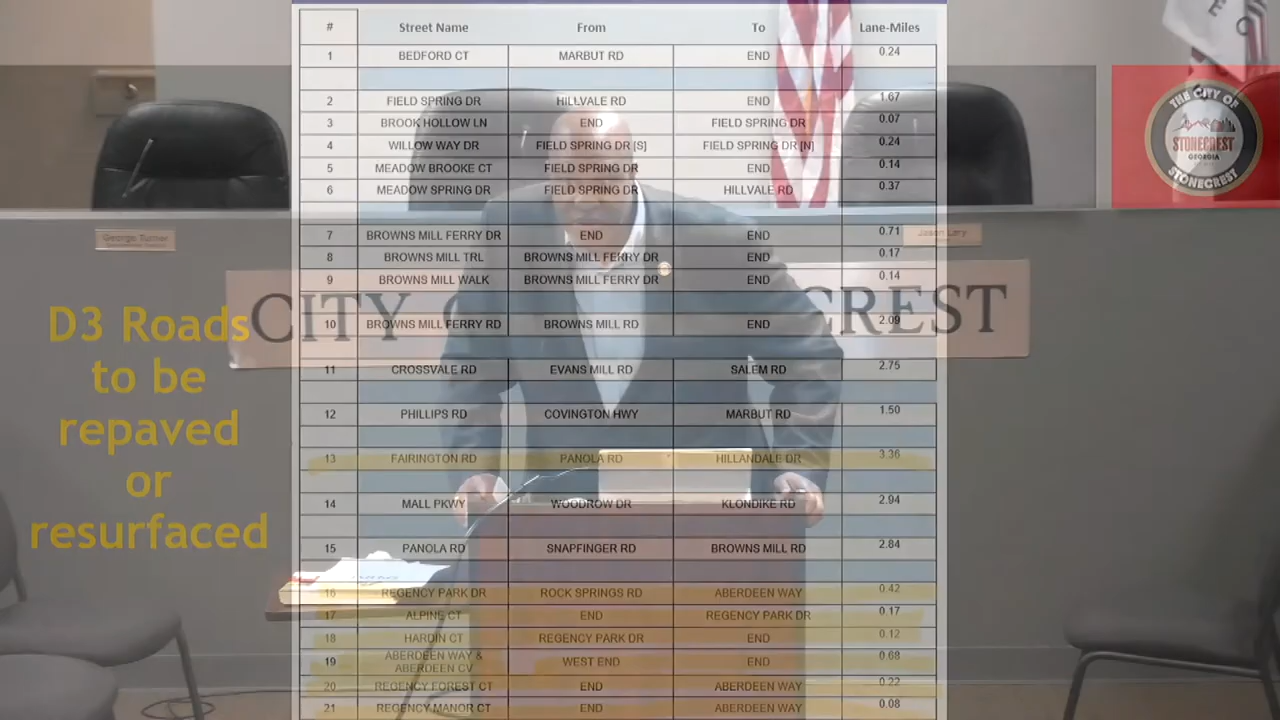 # Street Name From To Lane-Miles
1 BEDFORD CT MARBUT RD END 0.24
2 FIELD SPRING DR HILLVALE RD END 1.67
3 BROOK HOLLOW LN END FIELD SPRING DR 0.07
4 WILLOW WAY DR FIELD SPRING DR [S] FIELD SPRING DR [N] 0.24
5 MEADOW BROOKE CT FIELD SPRING DR END 0.14
6 MEADOW SPRING DR FIELD SPRING DR HILLVALE RD 0.37
7 BROWNS MILL FERRY DR END END 0.71
8 BROWNS MILL TRL BROWNS MILL FERRY DR END 0.17
9 BROWNS MILL WALK BROWNS MILL FERRY DR END 0.14
10 BROWNS MILL FERRY RD BROWNS MILL RD END 2.09
11 CROSSVALE RD EVANS MILL RD SALEM RD 2.75
12 PHILLIPS RD COVINGTON HWY MARBUT RD 1.50
13 FAIRINGTON RD PANOLA RD HILLANDALE DR 3.36
14 MALL PKWY WOODROW DR KLONDIKE RD 2.94
15 PANOLA RD SNAPFINGER RD BROWNS MILL RD 2.84
16 REGENCY PARK DR ROCK SPRINGS RD ABERDEEN WAY 0.42
17 ALPINE CT END REGENCY PARK DR 0.17
18 HARDIN CT REGENCY PARK DR END 0.12
19 ABERDEEN WAY & ABERDEEN CV WEST END END 0.68
20 REGENCY FOREST CT END ABERDEEN WAY 0.22
21 REGENCY MANOR CT END ABERDEEN WAY 0.08
D3 Roads
to be
repaved
or
resurfaced
THE CITY OF
STONECREST
GEORGIA
STONECREST
George Turner
Jason Lary
CITY CREST